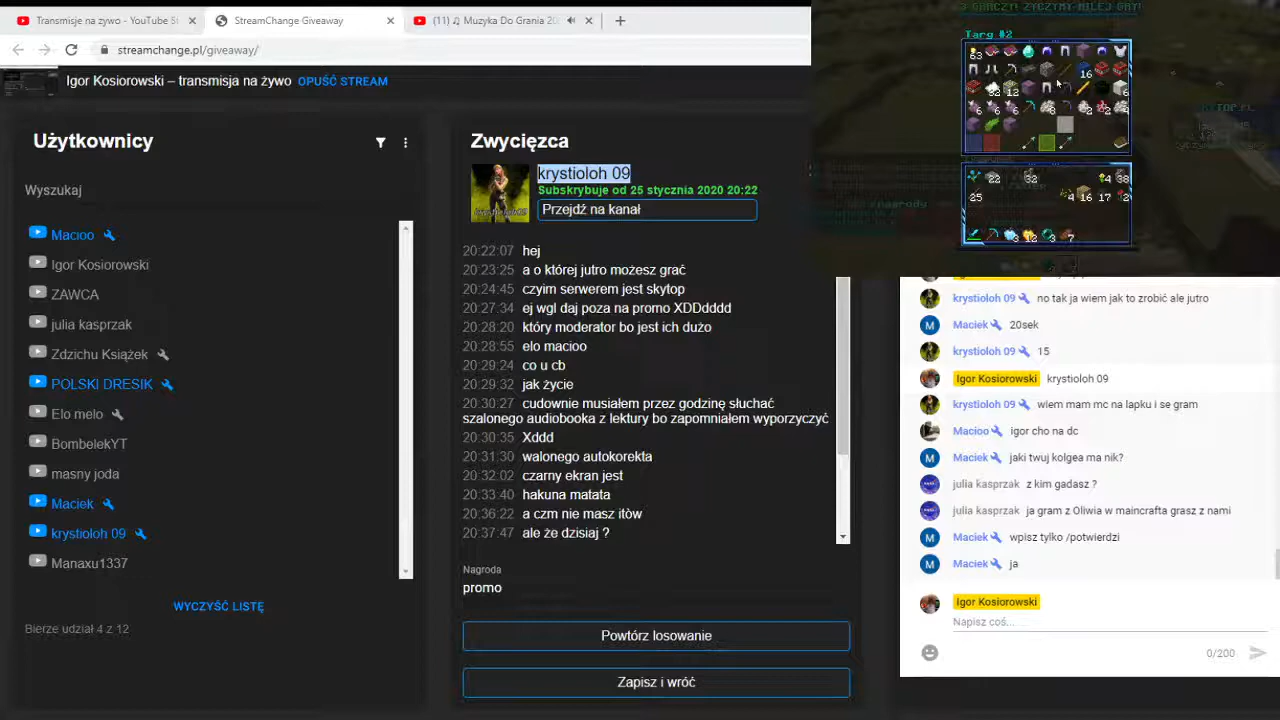 Transmisje na żywo - YouTube St
StreamChange Giveaway
(11) ♫ Muzyka Do Grania 20
streamchange.pl/giveaway/
Igor Kosiorowski – transmisja na żywo OPUŚĆ STREAM
Użytkownicy
Wyszukaj
Macioo
Igor Kosiorowski
ZAWCA
julia kasprzak
Zdzichu Książek
POLSKI DRESIK
Elo melo
BombelekYT
masny joda
Maciek
krystioloh 09
Manaxu1337
WYCZYŚĆ LISTĘ
Bierze udział 4 z 12
Zwycięzca
krystioloh 09
Subskrybuje od 25 stycznia 2020 20:22
Przejdź na kanał
20:22:07 hej
20:23:25 a o której jutro możesz grać
20:24:45 czyim serwerem jest skytop
20:27:34 ej wgl daj poza na promo XDDdddd
20:28:20 który moderator bo jest ich dużo
20:28:55 elo macioo
20:29:24 co u cb
20:29:32 jak życie
20:30:27 cudownie musiałem przez godzinę słuchać
szalonego audiobooka z lektury bo zapomniałem wyporzyczyć
20:30:35 Xddd
20:31:30 walonego autokorekta
20:32:02 czarny ekran jest
20:33:40 hakuna matata
20:36:22 a czm nie masz itòw
20:37:47 ale że dzisiaj ?
Nagroda
promo
Powtórz losowanie
Zapisz i wróć
3 GRACZY! ŻYCZYMY MIŁEJ GRY!
Targ #2
krystioloh 09 no tak ja wiem jak to zrobić ale jutro
Maciek 20sek
krystioloh 09 15
Igor Kosiorowski krystioloh 09
krystioloh 09 wiem mam mc na lapku i se gram
Macioo igor cho na dc
Maciek jaki twuj kolgea ma nik?
julia kasprzak z kim gadasz ?
julia kasprzak ja gram z Oliwia w maincrafta grasz z nami
Maciek wpisz tylko /potwierdzi
Maciek ja
Igor Kosiorowski
Napisz coś...
0/200